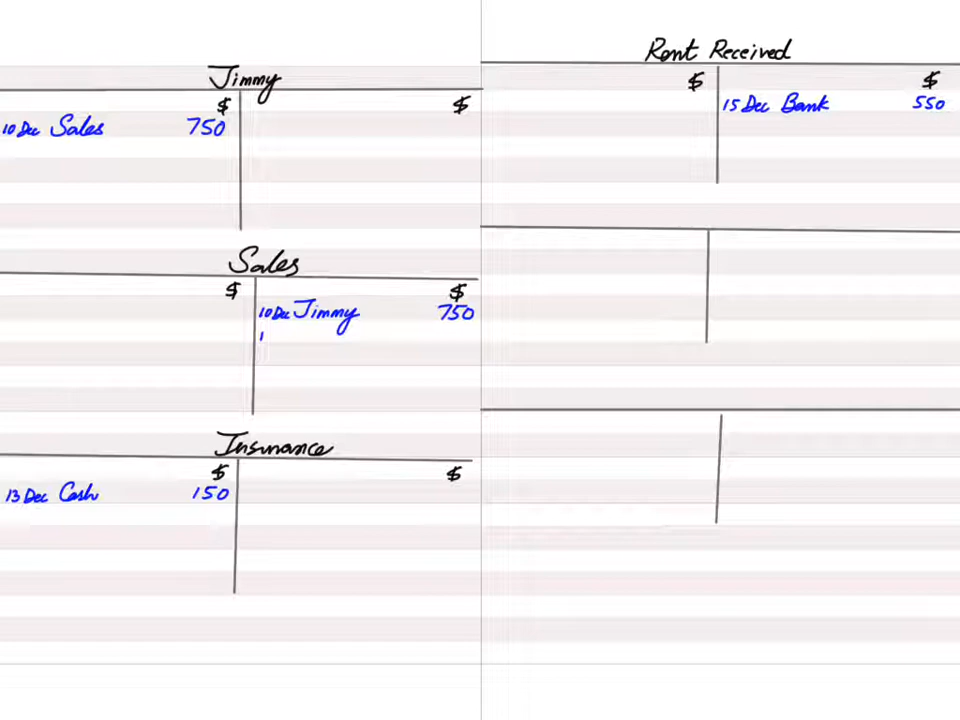 Jimmy
$ $
10 Dec Sales 750
Sales
$ $
10 Dec Jimmy 750
1
Insurance
$ $
13 Dec Cash 150
Rent Received
$ $
15 Dec Bank 550